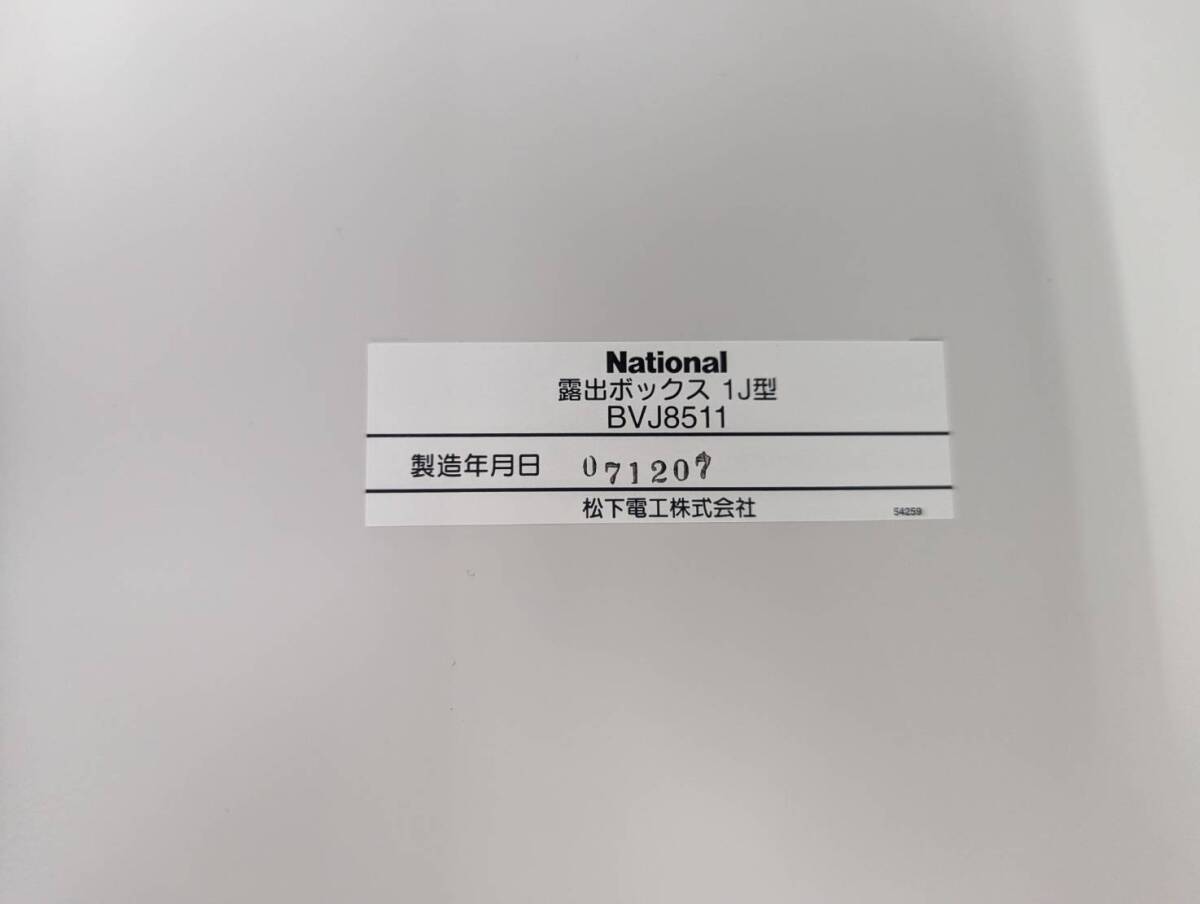 National
露出ボックス 1J型
BVJ8511
製造年月日 071207
松下電工株式会社 54259